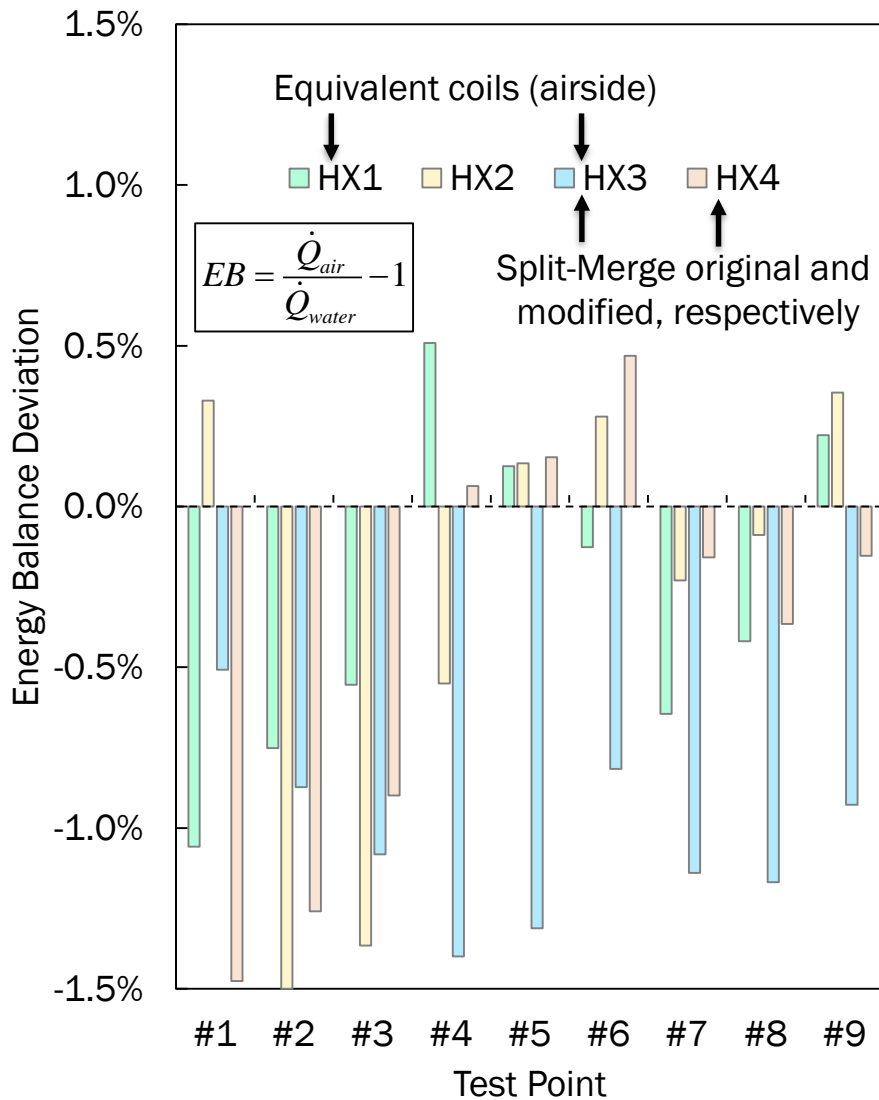 1.5%
Equivalent coils (airside)
1.0%
HX1 HX2 HX3 HX4
EB = Q̇air / Q̇water − 1
Split-Merge original and
modified, respectively
0.5%
0.0%
-0.5%
-1.0%
-1.5%
Energy Balance Deviation
#1 #2 #3 #4 #5 #6 #7 #8 #9
Test Point